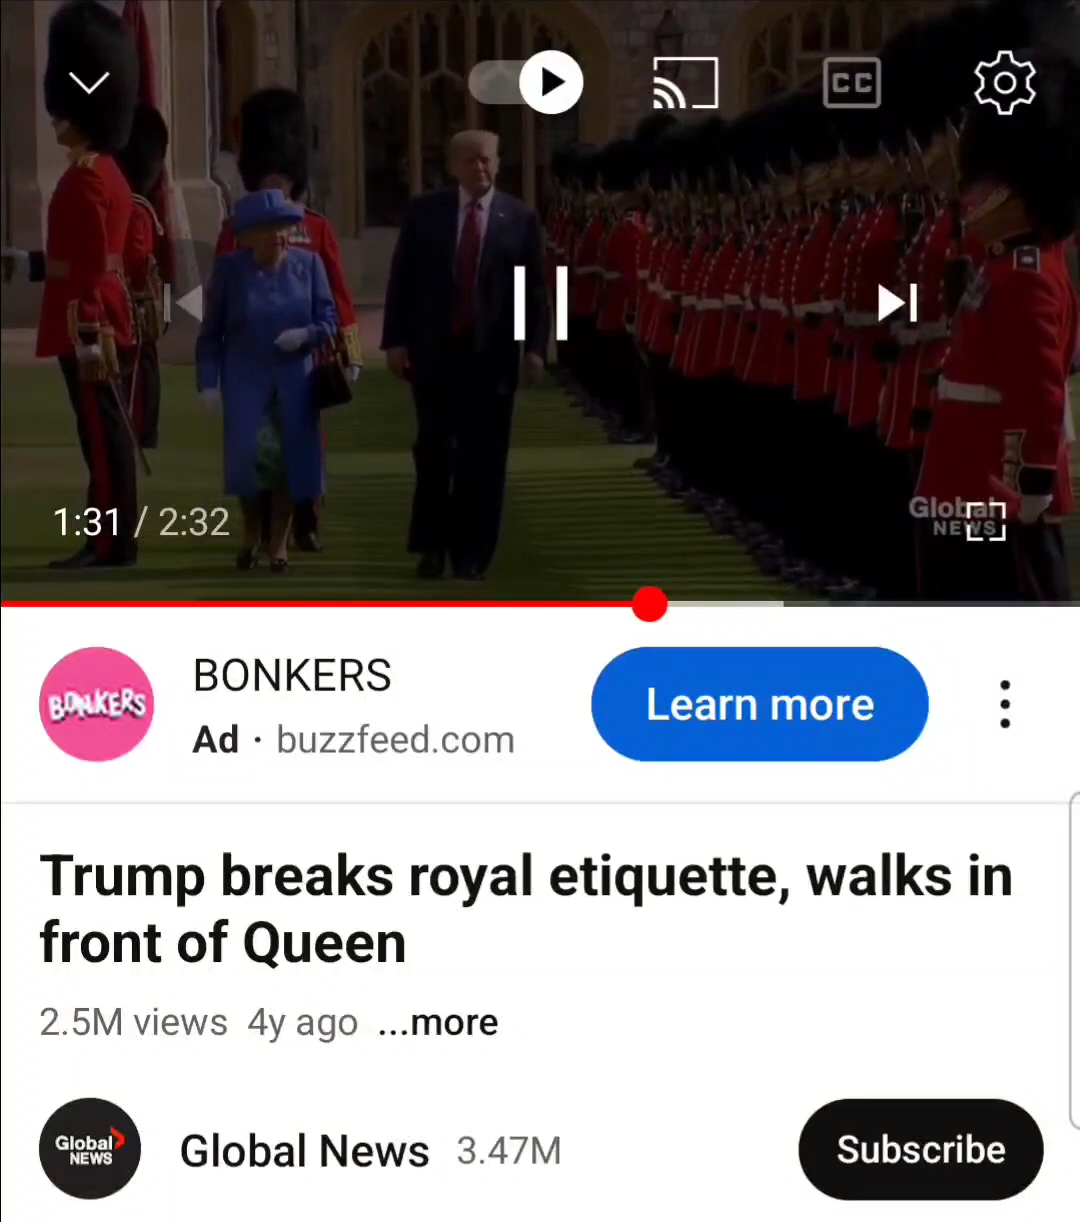 CC
1:31 / 2:32
Global
NEWS
BONKERS
BONKERS
Ad · buzzfeed.com
Learn more
Trump breaks royal etiquette, walks in
front of Queen
2.5M views 4y ago ...more
Global
NEWS
Global News 3.47M
Subscribe